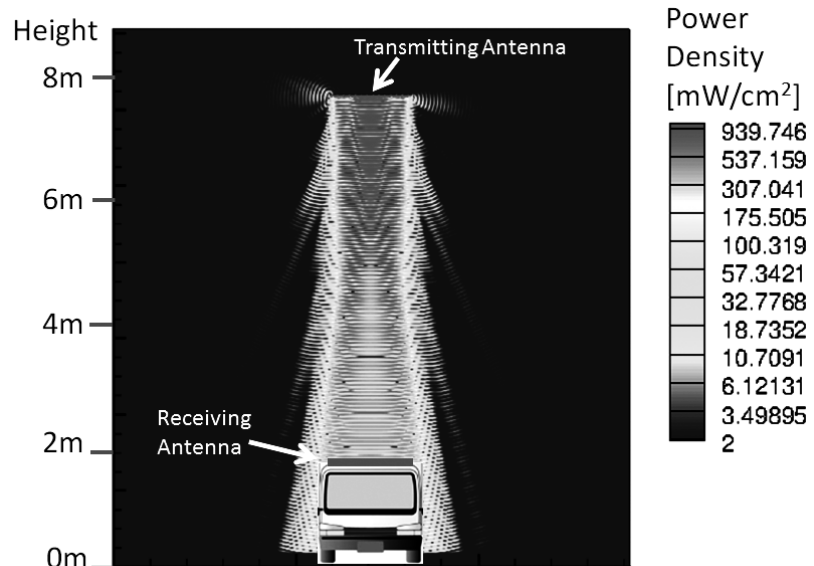 Height
8m
6m
4m
2m
0m
Transmitting Antenna
Receiving
Antenna
Power
Density
[mW/cm²]
939.746
537.159
307.041
175.505
100.319
57.3421
32.7768
18.7352
10.7091
6.12131
3.49895
2